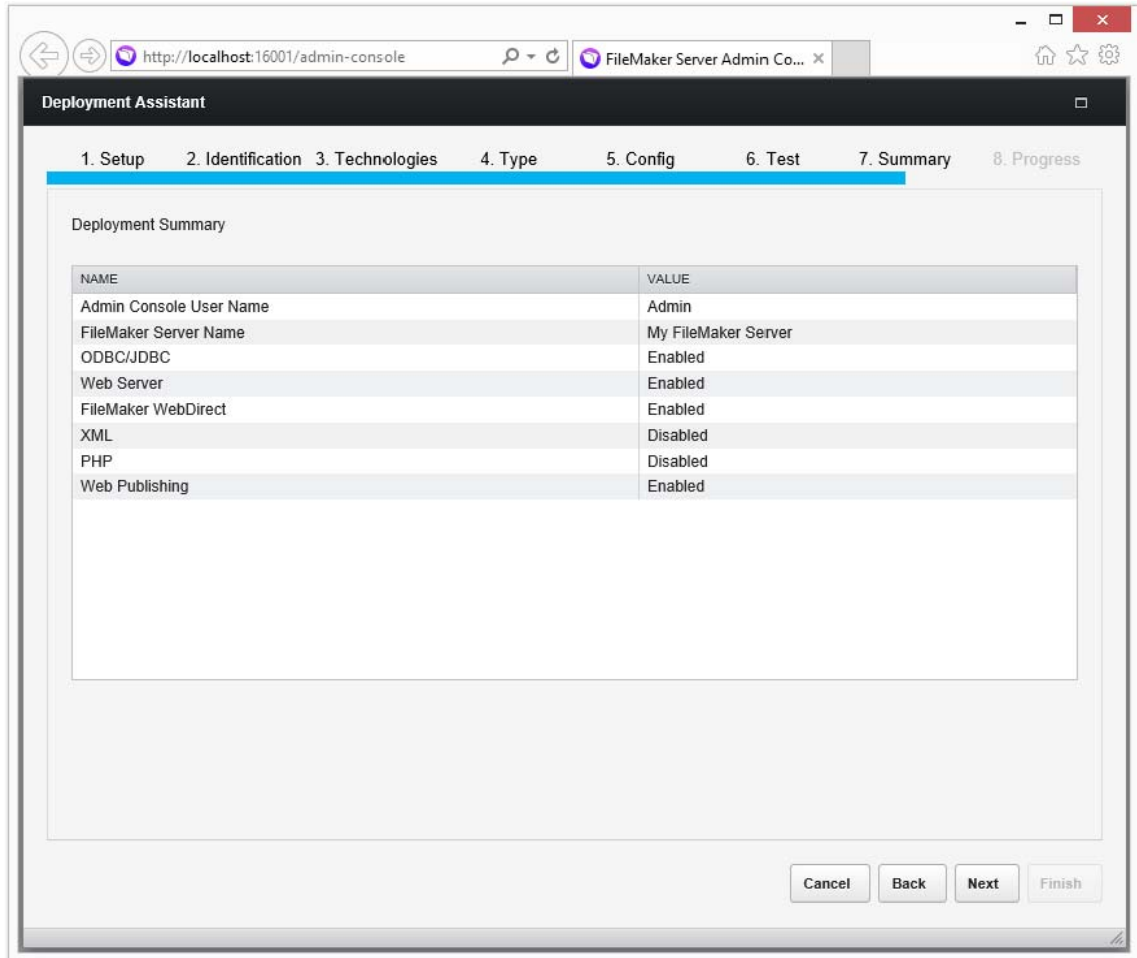 http://localhost:16001/admin-console
FileMaker Server Admin Co...
Deployment Assistant
1. Setup 2. Identification 3. Technologies 4. Type 5. Config 6. Test 7. Summary 8. Progress
Deployment Summary
NAME VALUE
Admin Console User Name Admin
FileMaker Server Name My FileMaker Server
ODBC/JDBC Enabled
Web Server Enabled
FileMaker WebDirect Enabled
XML Disabled
PHP Disabled
Web Publishing Enabled
Cancel Back Next Finish